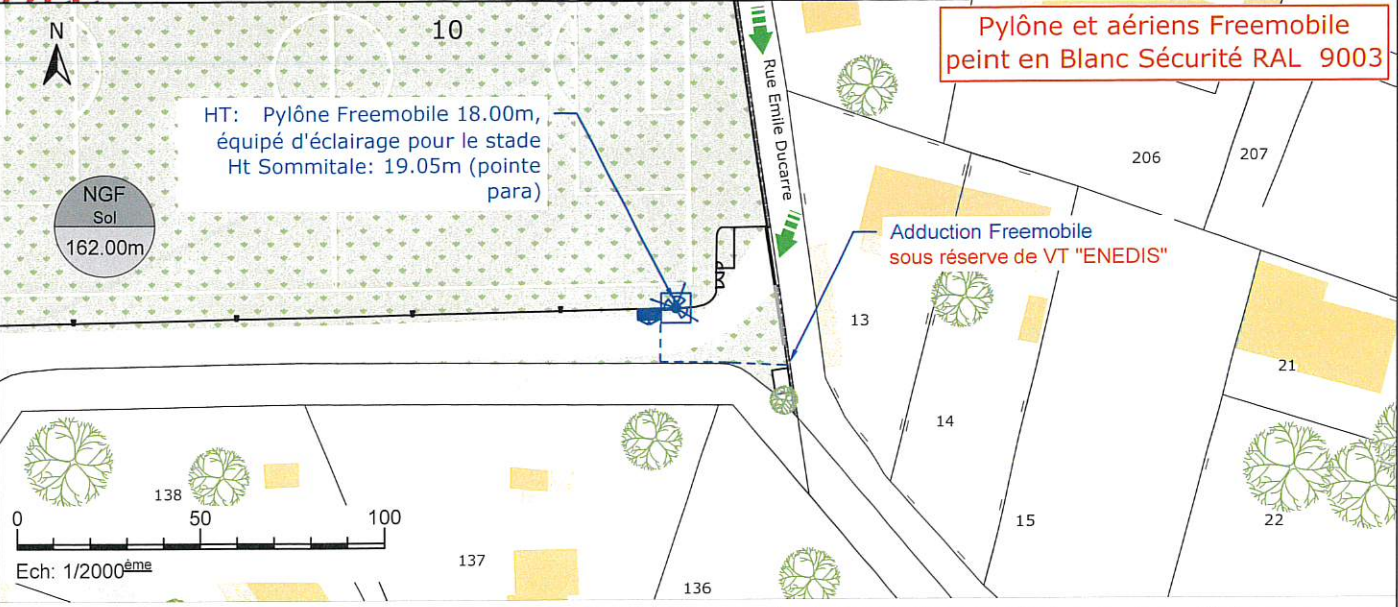 N
10
Pylône et aériens Freemobile
peint en Blanc Sécurité RAL 9003
Rue Emile Ducarre
HT: Pylône Freemobile 18.00m,
équipé d'éclairage pour le stade
Ht Sommitale: 19.05m (pointe
para)
NGF
Sol
162.00m
206
207
Adduction Freemobile
sous réserve de VT "ENEDIS"
13
21
14
138
15
22
0 50 100
Ech: 1/2000ème
137
136